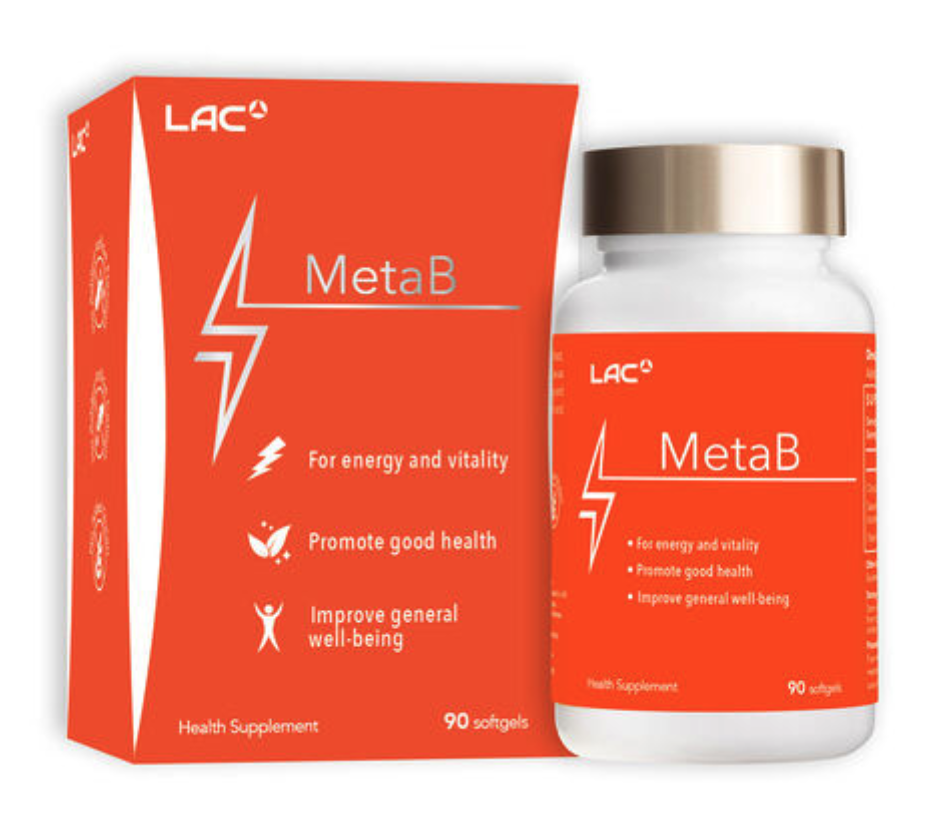 LAC
LAC
MetaB
For energy and vitality
Promote good health
Improve general
well-being
Health Supplement
90 softgels
LAC
MetaB
• For energy and vitality
• Promote good health
• Improve general well-being
Health Supplement
90 softgels